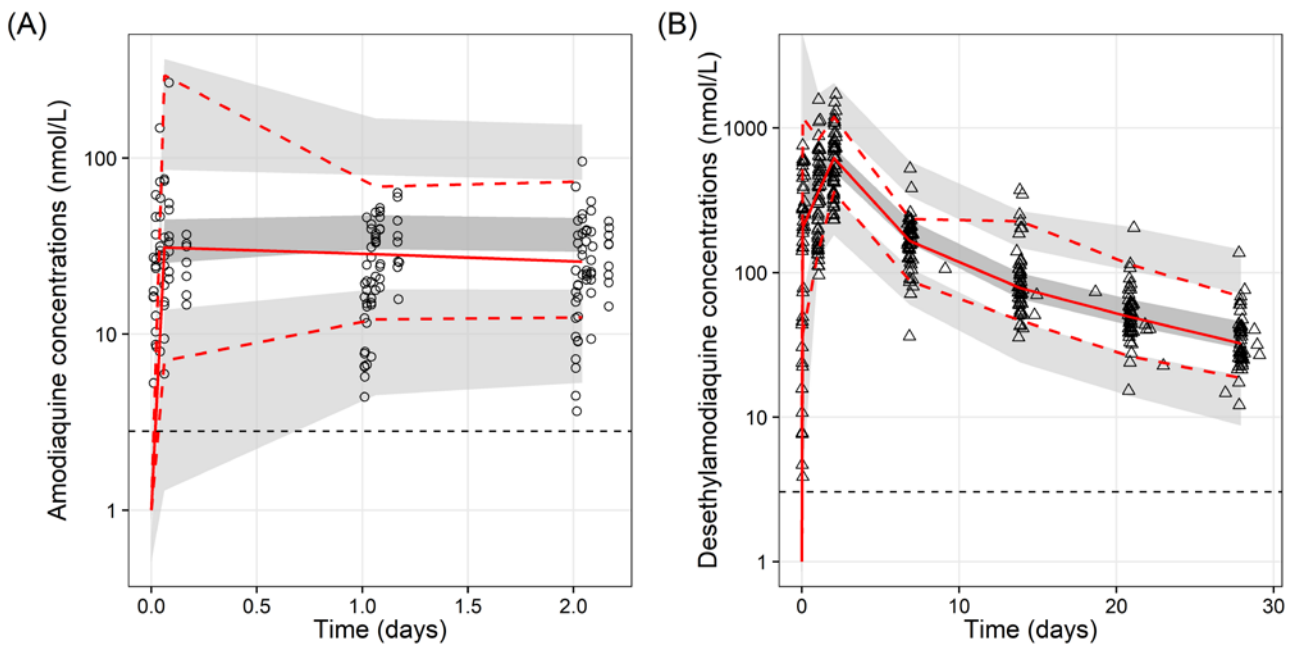 (A)
Amodiaquine concentrations (nmol/L)
100
10
1
0.0 0.5 1.0 1.5 2.0
Time (days)
(B)
Desethylamodiaquine concentrations (nmol/L)
1000
100
10
1
0 10 20 30
Time (days)